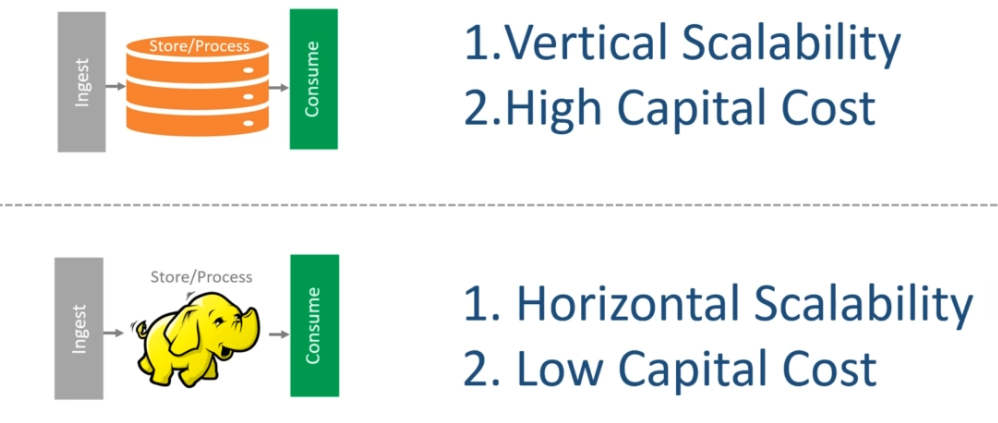 Ingest
Store/Process
Consume
1.Vertical Scalability
2.High Capital Cost
Ingest
Store/Process
Consume
1. Horizontal Scalability
2. Low Capital Cost